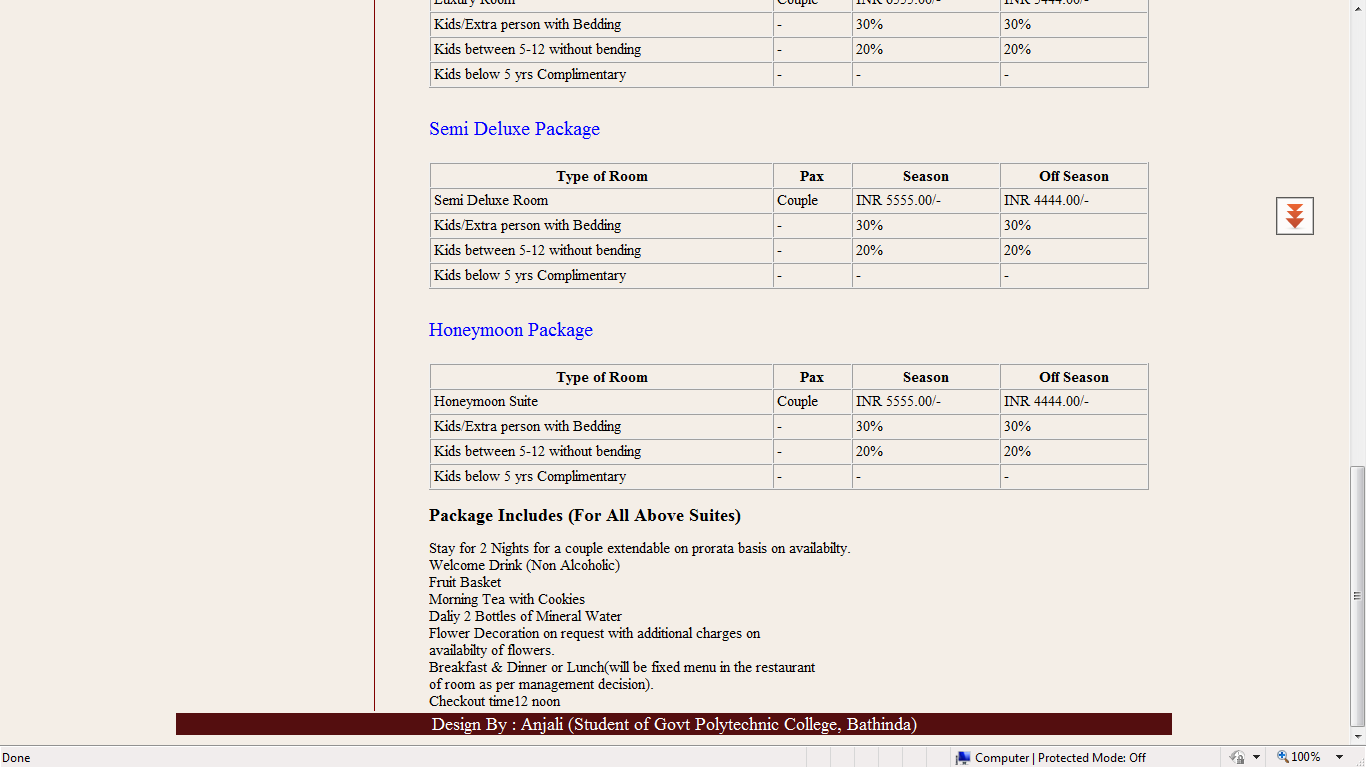 Luxury Room Couple INR 6555.00/- INR 5444.00/-
Kids/Extra person with Bedding - 30% 30%
Kids between 5-12 without bending - 20% 20%
Kids below 5 yrs Complimentary - - -
Semi Deluxe Package
Type of Room Pax Season Off Season
Semi Deluxe Room Couple INR 5555.00/- INR 4444.00/-
Kids/Extra person with Bedding - 30% 30%
Kids between 5-12 without bending - 20% 20%
Kids below 5 yrs Complimentary - - -
Honeymoon Package
Type of Room Pax Season Off Season
Honeymoon Suite Couple INR 5555.00/- INR 4444.00/-
Kids/Extra person with Bedding - 30% 30%
Kids between 5-12 without bending - 20% 20%
Kids below 5 yrs Complimentary - - -
Package Includes (For All Above Suites)
Stay for 2 Nights for a couple extendable on prorata basis on availabilty.
Welcome Drink (Non Alcoholic)
Fruit Basket
Morning Tea with Cookies
Daliy 2 Bottles of Mineral Water
Flower Decoration on request with additional charges on
availabilty of flowers.
Breakfast & Dinner or Lunch(will be fixed menu in the restaurant
of room as per management decision).
Checkout time12 noon
Design By : Anjali (Student of Govt Polytechnic College, Bathinda)
Done Computer | Protected Mode: Off 100%